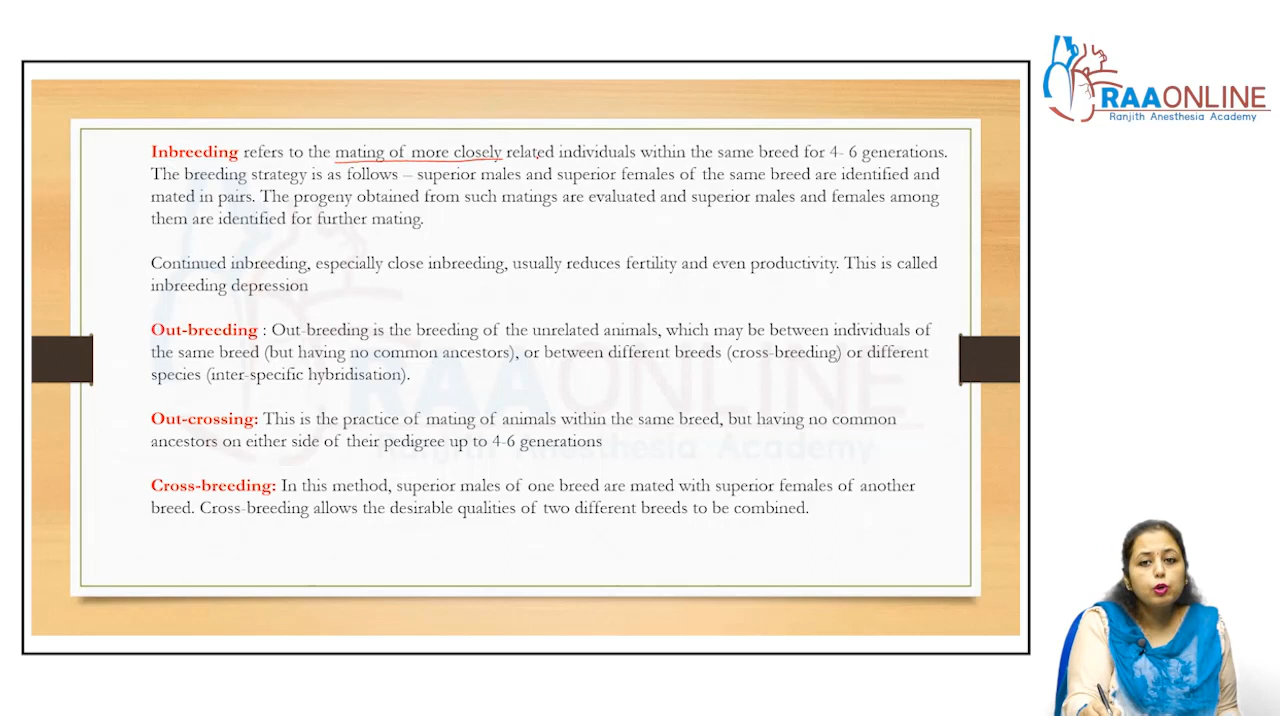 RAAONLINE
Ranjith Anesthesia Academy
Inbreeding refers to the mating of more closely related individuals within the same breed for 4- 6 generations.
The breeding strategy is as follows – superior males and superior females of the same breed are identified and
mated in pairs. The progeny obtained from such matings are evaluated and superior males and females among
them are identified for further mating.
Continued inbreeding, especially close inbreeding, usually reduces fertility and even productivity. This is called
inbreeding depression
Out-breeding : Out-breeding is the breeding of the unrelated animals, which may be between individuals of
the same breed (but having no common ancestors), or between different breeds (cross-breeding) or different
species (inter-specific hybridisation).
Out-crossing: This is the practice of mating of animals within the same breed, but having no common
ancestors on either side of their pedigree up to 4-6 generations
Cross-breeding: In this method, superior males of one breed are mated with superior females of another
breed. Cross-breeding allows the desirable qualities of two different breeds to be combined.
RAAONLINE
Ranjith Anesthesia Academy